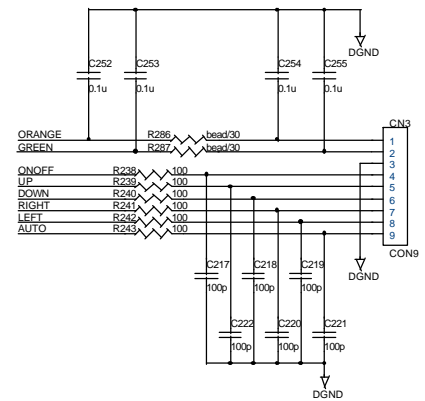 DGND
C252 C253 C254 C255
0.1u 0.1u 0.1u 0.1u
CN3
ORANGE R286 bead/30 1
GREEN R287 bead/30 2
3
ONOFF R238 100 4
UP R239 100 5
DOWN R240 100 6
RIGHT R241 100 7
LEFT R242 100 8
AUTO R243 100 9
CON9
C217 C218 C219
100p 100p 100p
DGND
C222 C220 C221
100p 100p 100p
DGND